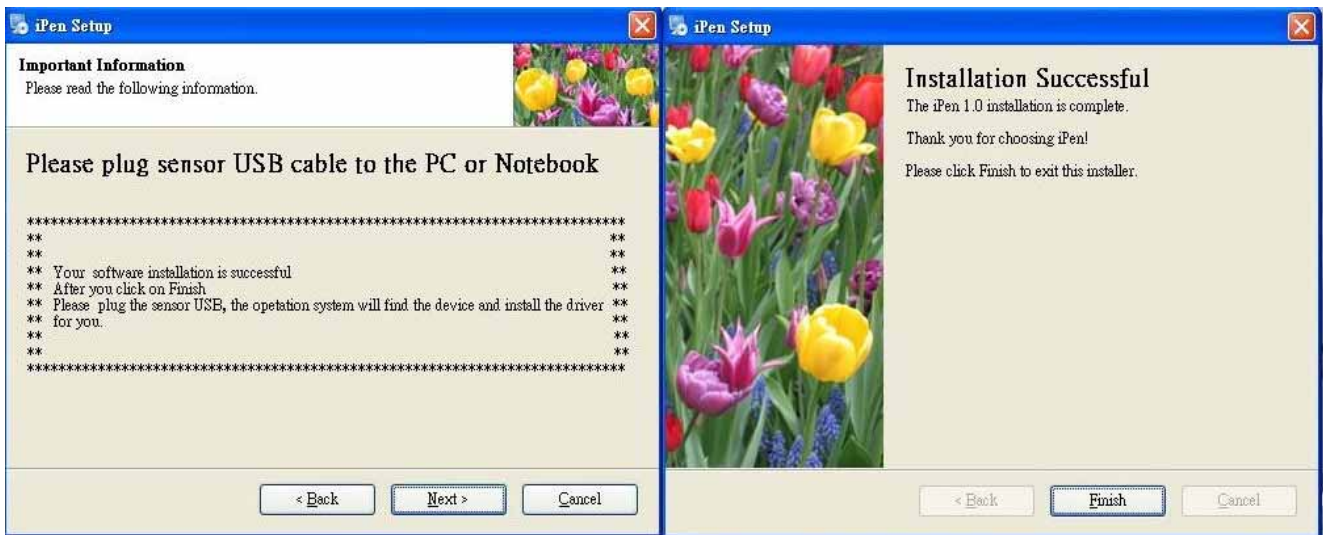 iPen Setup
Important Information
Please read the following information.
Please plug sensor USB cable to the PC or Notebook
******************************************************************************
** **
** **
** Your software installation is successful **
** After you click on Finish **
** Please plug the sensor USB, the opetation system will find the device and install the driver **
** for you. **
** **
** **
******************************************************************************
< Back
Next >
Cancel
iPen Setup
Installation Successful
The iPen 1.0 installation is complete.
Thank you for choosing iPen!
Please click Finish to exit this installer.
< Back
Finish
Cancel